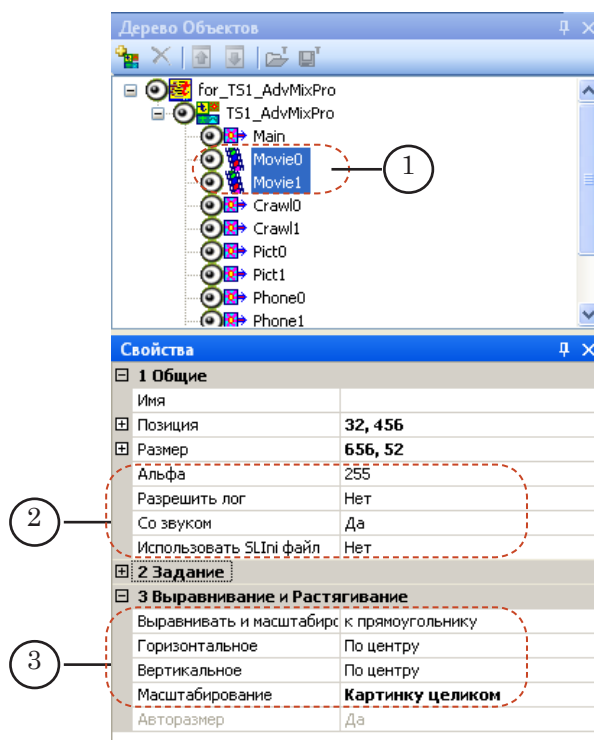 Дерево Объектов
for_TS1_AdvMixPro
TS1_AdvMixPro
Main
Movie0
Movie1
1
Crawl0
Crawl1
Pict0
Pict1
Phone0
Phone1
Свойства
1 Общие
Имя
Позиция 32, 456
Размер 656, 52
Альфа 255
Разрешить лог Нет
2
Со звуком Да
Использовать SLIni файл Нет
2 Задание
3 Выравнивание и Растягивание
Выравнивать и масштабирс к прямоугольнику
Горизонтальное По центру
3
Вертикальное По центру
Масштабирование Картинку целиком
Авторазмер Да